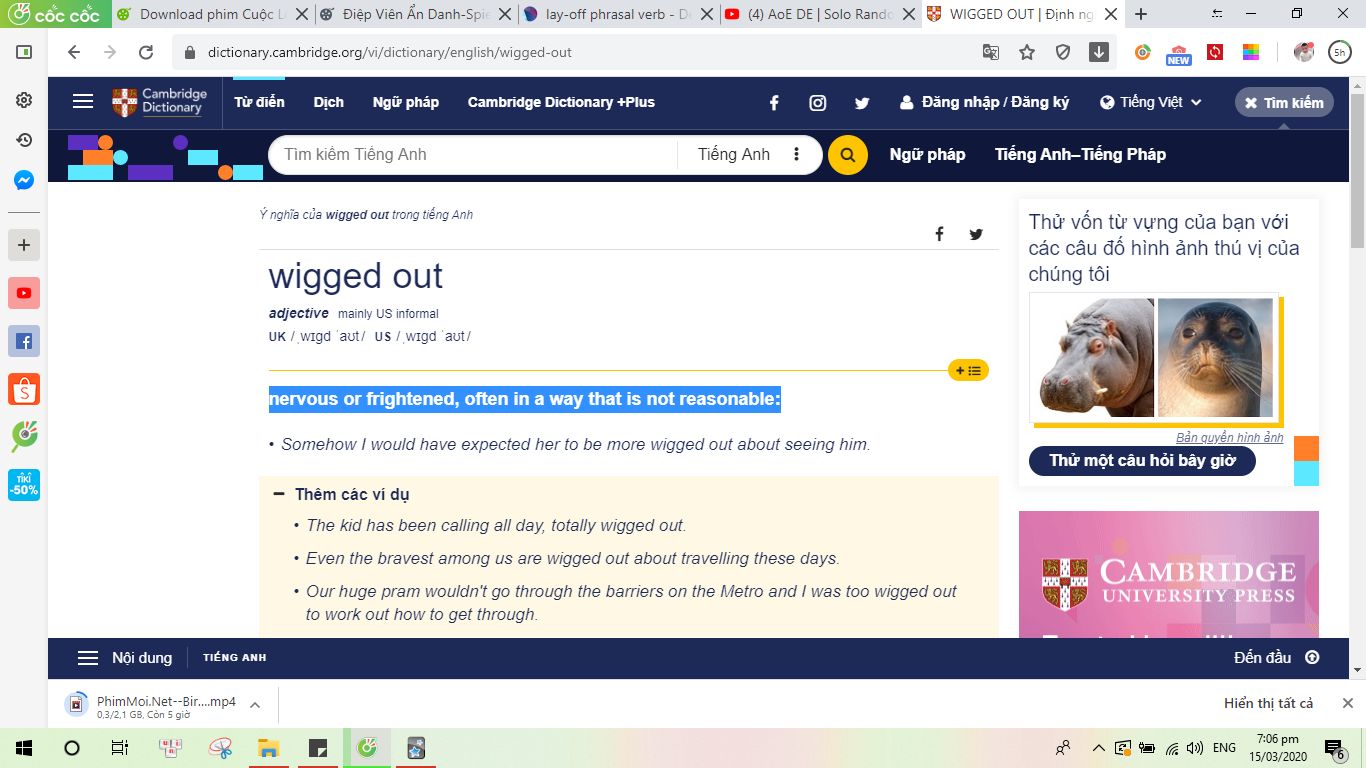 cốc cốc
Download phim Cuộc L
Điệp Viên Ẩn Danh-Spie
lay-off phrasal verb - De
(4) AoE DE | Solo Rando
WIGGED OUT | Định ng
dictionary.cambridge.org/vi/dictionary/english/wigged-out
NEW
5h
Cambridge
Dictionary
Từ điển
Dịch
Ngữ pháp
Cambridge Dictionary +Plus
Đăng nhập / Đăng ký
Tiếng Việt
Tìm kiếm
Tìm kiếm Tiếng Anh
Tiếng Anh
Ngữ pháp
Tiếng Anh–Tiếng Pháp
Ý nghĩa của wigged out trong tiếng Anh
wigged out
adjective mainly US informal
UK /ˌwɪɡd ˈaʊt/ US /ˌwɪɡd ˈaʊt/
nervous or frightened, often in a way that is not reasonable:
• Somehow I would have expected her to be more wigged out about seeing him.
Thêm các ví dụ
• The kid has been calling all day, totally wigged out.
• Even the bravest among us are wigged out about travelling these days.
• Our huge pram wouldn't go through the barriers on the Metro and I was too wigged out
to work out how to get through.
Thử vốn từ vựng của bạn với
các câu đố hình ảnh thú vị của
chúng tôi
Bản quyền hình ảnh
Thử một câu hỏi bây giờ
CAMBRIDGE
UNIVERSITY PRESS
TIKI
-50%
Nội dung
TIẾNG ANH
Đến đầu
PhimMoi.Net--Bir....mp4
0,3/2,1 GB, Còn 5 giờ
Hiển thị tất cả
ENG
7:06 pm
15/03/2020
6